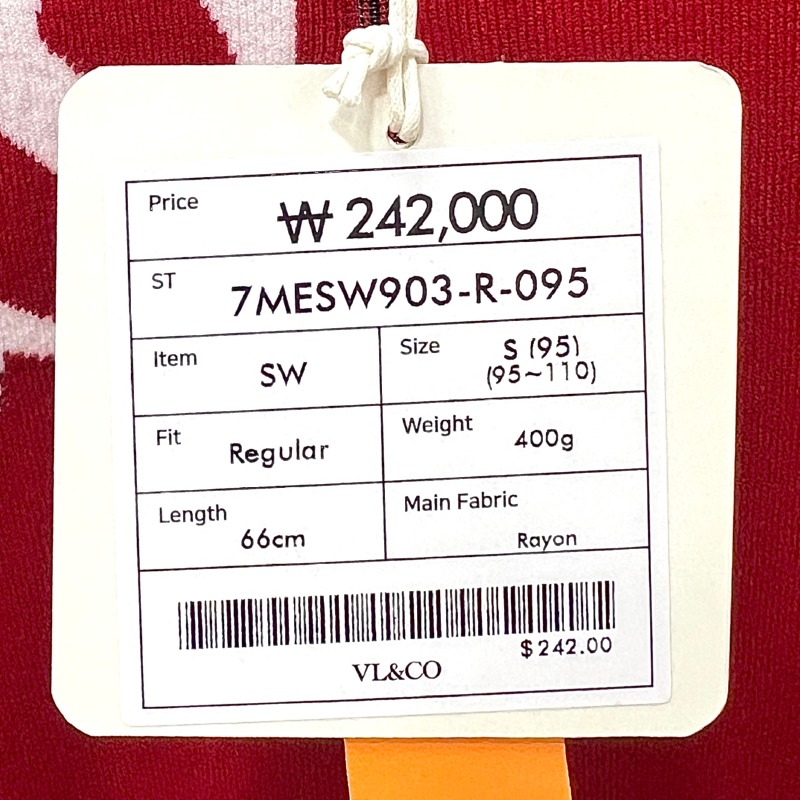 Price
₩ 242,000
ST
7MESW903-R-095
Item
SW
Size
S (95)
(95~110)
Fit
Regular
Weight
400g
Length
66cm
Main Fabric
Rayon
$242.00
VL&CO